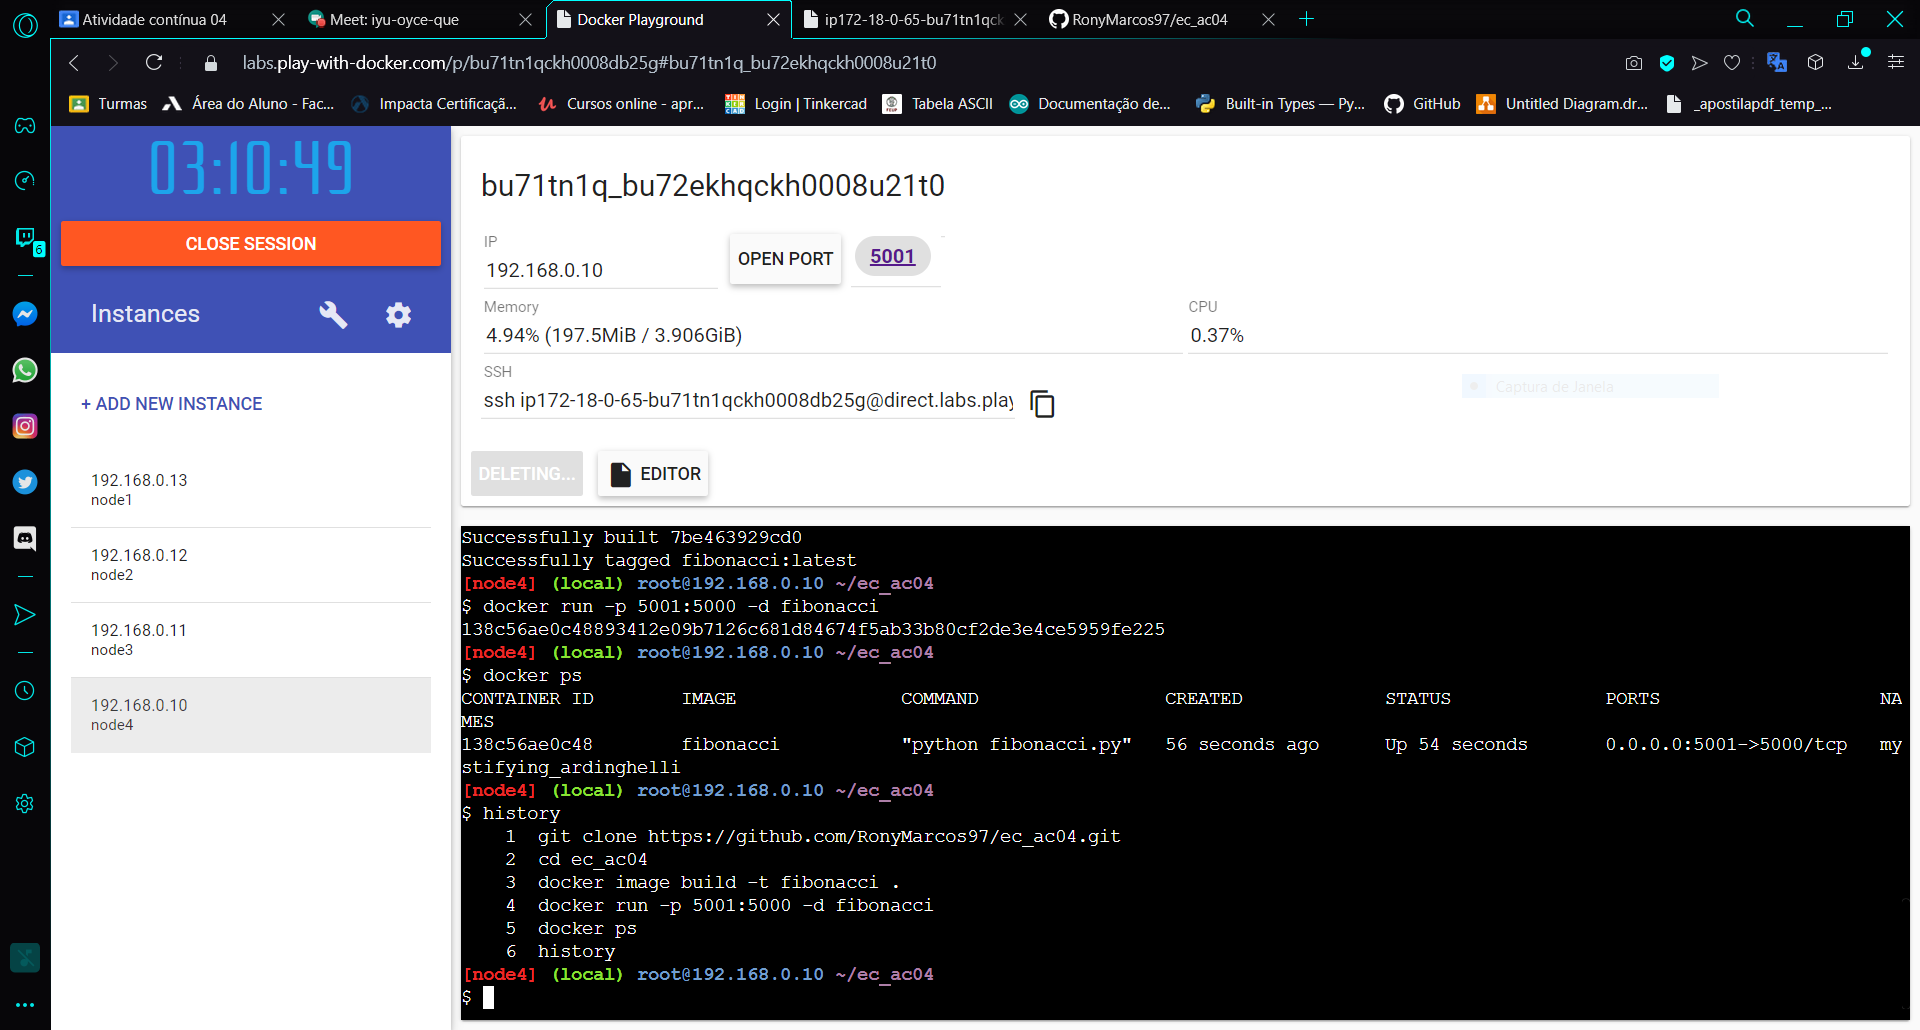 Atividade contínua 04
Meet: iyu-oyce-que
Docker Playground
ip172-18-0-65-bu71tn1qck
RonyMarcos97/ec_ac04
labs.play-with-docker.com/p/bu71tn1qckh0008db25g#bu71tn1q_bu72ekhqckh0008u21t0
Turmas
Área do Aluno - Fac...
Impacta Certificaçã...
Cursos online - apr...
Login | Tinkercad
Tabela ASCII
Documentação de...
Built-in Types — Py...
GitHub
Untitled Diagram.dr...
_apostilapdf_temp_...
6
03:10:49
CLOSE SESSION
Instances
+ ADD NEW INSTANCE
192.168.0.13
node1
192.168.0.12
node2
192.168.0.11
node3
192.168.0.10
node4
bu71tn1q_bu72ekhqckh0008u21t0
IP
192.168.0.10
OPEN PORT
5001
Memory
4.94% (197.5MiB / 3.906GiB)
CPU
0.37%
SSH
ssh ip172-18-0-65-bu71tn1qckh0008db25g@direct.labs.play
Captura de Janela
DELETING...
EDITOR
Successfully built 7be463929cd0
Successfully tagged fibonacci:latest
[node4] (local) root@192.168.0.10 ~/ec_ac04
$ docker run -p 5001:5000 -d fibonacci
138c56ae0c48893412e09b7126c681d84674f5ab33b80cf2de3e4ce5959fe225
[node4] (local) root@192.168.0.10 ~/ec_ac04
$ docker ps
CONTAINER ID IMAGE COMMAND CREATED STATUS PORTS NA
MES
138c56ae0c48 fibonacci "python fibonacci.py" 56 seconds ago Up 54 seconds 0.0.0.0:5001->5000/tcp my
stifying_ardinghelli
[node4] (local) root@192.168.0.10 ~/ec_ac04
$ history
1 git clone https://github.com/RonyMarcos97/ec_ac04.git
2 cd ec_ac04
3 docker image build -t fibonacci .
4 docker run -p 5001:5000 -d fibonacci
5 docker ps
6 history
[node4] (local) root@192.168.0.10 ~/ec_ac04
$